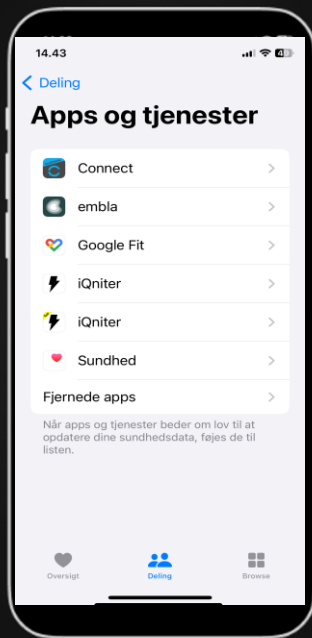 14.43
Deling
Apps og tjenester
Connect
embla
Google Fit
iQniter
iQniter
Sundhed
Fjernede apps
Når apps og tjenester beder om lov til at
opdatere dine sundhedsdata, føjes de til
listen.
Oversigt
Deling
Browse